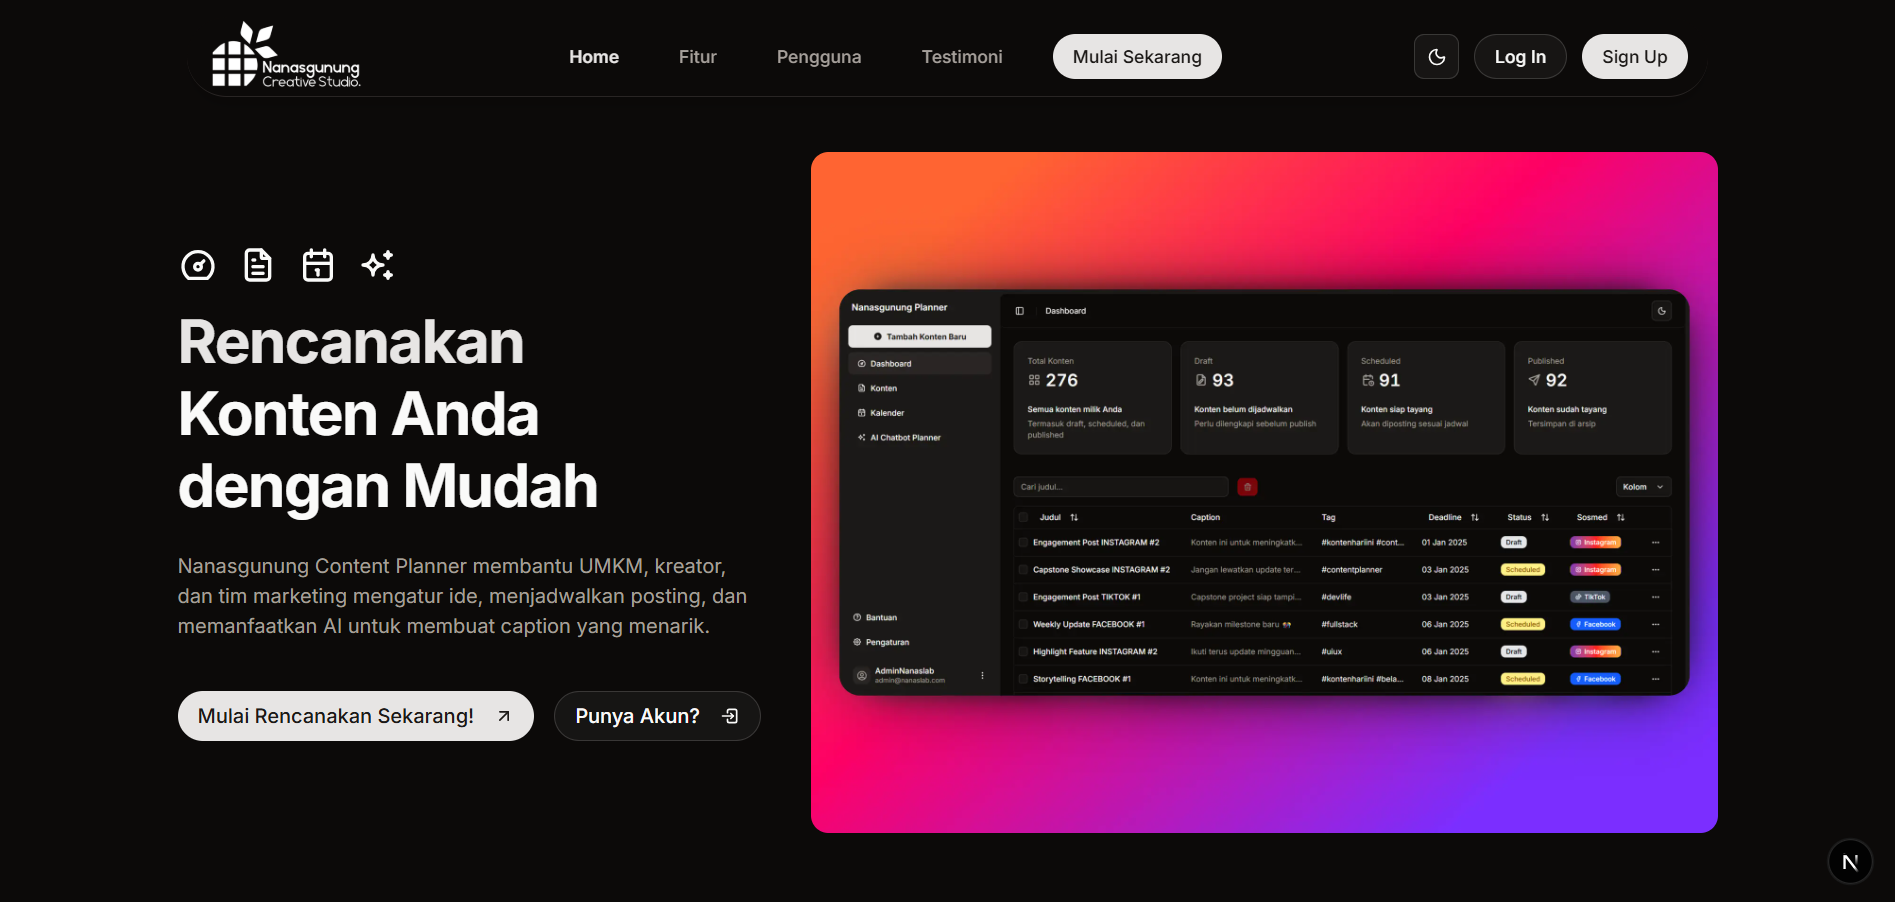 Nanasgunung
Creative Studio.
Home
Fitur
Pengguna
Testimoni
Mulai Sekarang
Log In
Sign Up
Rencanakan
Konten Anda
dengan Mudah
Nanasgunung Content Planner membantu UMKM, kreator,
dan tim marketing mengatur ide, menjadwalkan posting, dan
memanfaatkan AI untuk membuat caption yang menarik.
Mulai Rencanakan Sekarang!
Punya Akun?
Nanasgunung Planner
Tambah Konten Baru
Dashboard
Konten
Kalender
AI Chatbot Planner
Bantuan
Pengaturan
AdminNanaslab
admin@nanaslab.com
Dashboard
Total Konten
276
Semua konten milik Anda
Termasuk draft, scheduled, dan
published
Draft
93
Konten belum dijadwalkan
Perlu dilengkapi sebelum publish
Scheduled
91
Konten siap tayang
Akan diposting sesuai jadwal
Published
92
Konten sudah tayang
Tersimpan di arsip
Cari judul...
Kolom
Judul Caption Tag Deadline Status Sosmed
Engagement Post INSTAGRAM #2 Konten ini untuk meningkatk... #kontenhariini #cont... 01 Jan 2025 Draft Instagram
Capstone Showcase INSTAGRAM #2 Jangan lewatkan update ter... #contentplanner 03 Jan 2025 Scheduled Instagram
Engagement Post TIKTOK #1 Capstone project siap tampi... #devlife 03 Jan 2025 Draft TikTok
Weekly Update FACEBOOK #1 Rayakan milestone baru 🎊 #fullstack 06 Jan 2025 Scheduled Facebook
Highlight Feature INSTAGRAM #2 Ikuti terus update mingguan... #uiux 06 Jan 2025 Draft Instagram
Storytelling FACEBOOK #1 Konten ini untuk meningkatk... #kontenhariini #bela... 08 Jan 2025 Scheduled Facebook
N